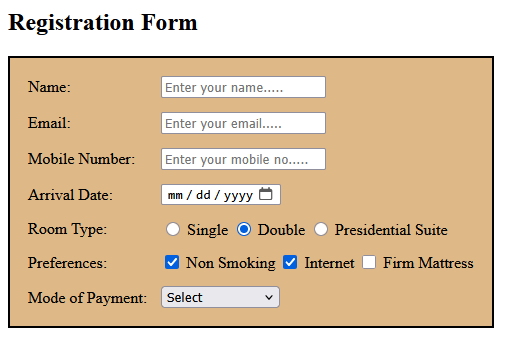 Registration Form
Name: Enter your name.....
Email: Enter your email.....
Mobile Number: Enter your mobile no.....
Arrival Date: mm / dd / yyyy
Room Type: Single Double Presidential Suite
Preferences: Non Smoking Internet Firm Mattress
Mode of Payment: Select